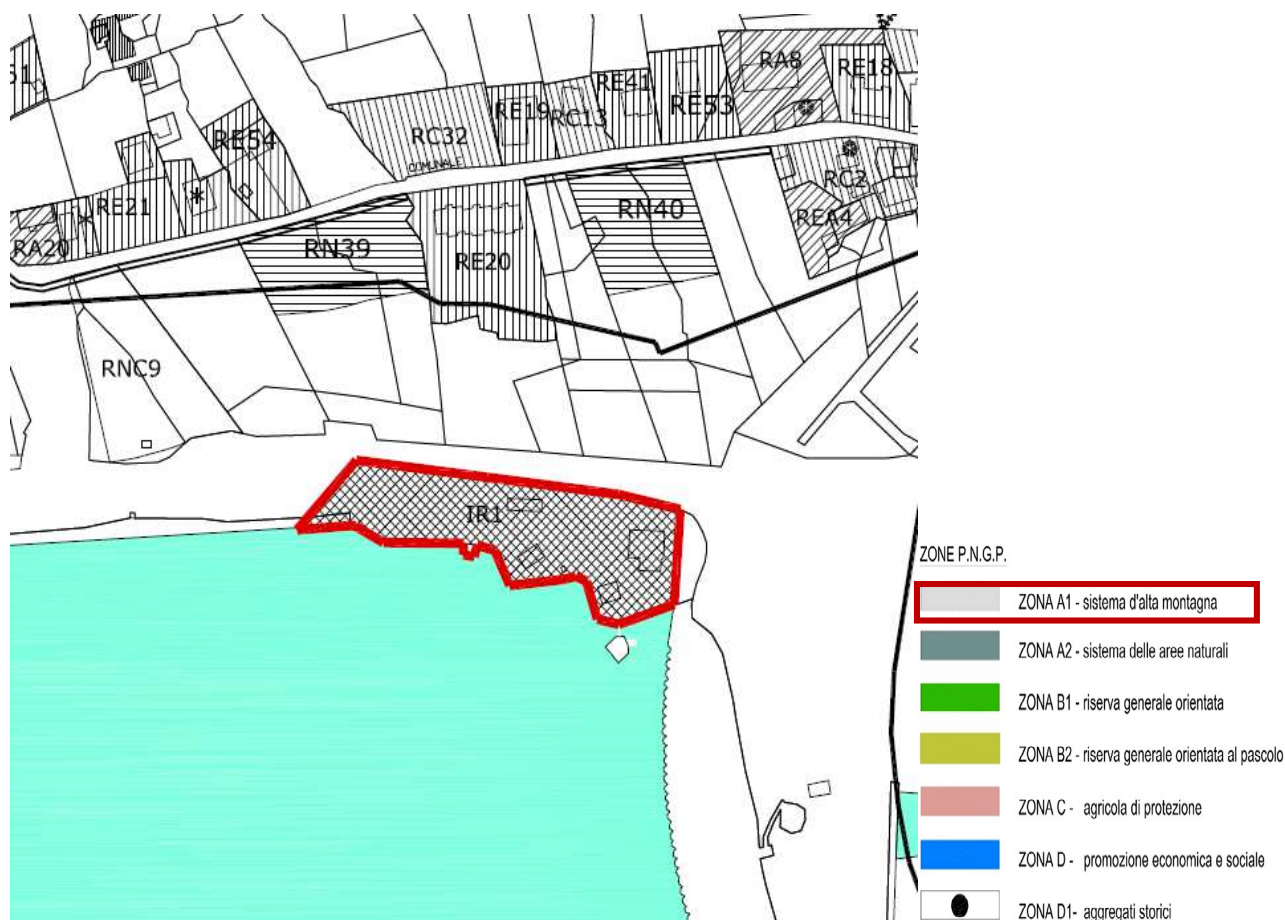 RA8
RE18
RE41
RE53
RE19
RC13
RC32
COMUNALE
RE54
RC2
RE21
RN40
REA4
RA20
RN39
RE20
RNC9
IR1
ZONE P.N.G.P.
ZONA A1 - sistema d'alta montagna
ZONA A2 - sistema delle aree naturali
ZONA B1 - riserva generale orientata
ZONA B2 - riserva generale orientata al pascolo
ZONA C - agricola di protezione
ZONA D - promozione economica e sociale
ZONA D1- aggregati storici